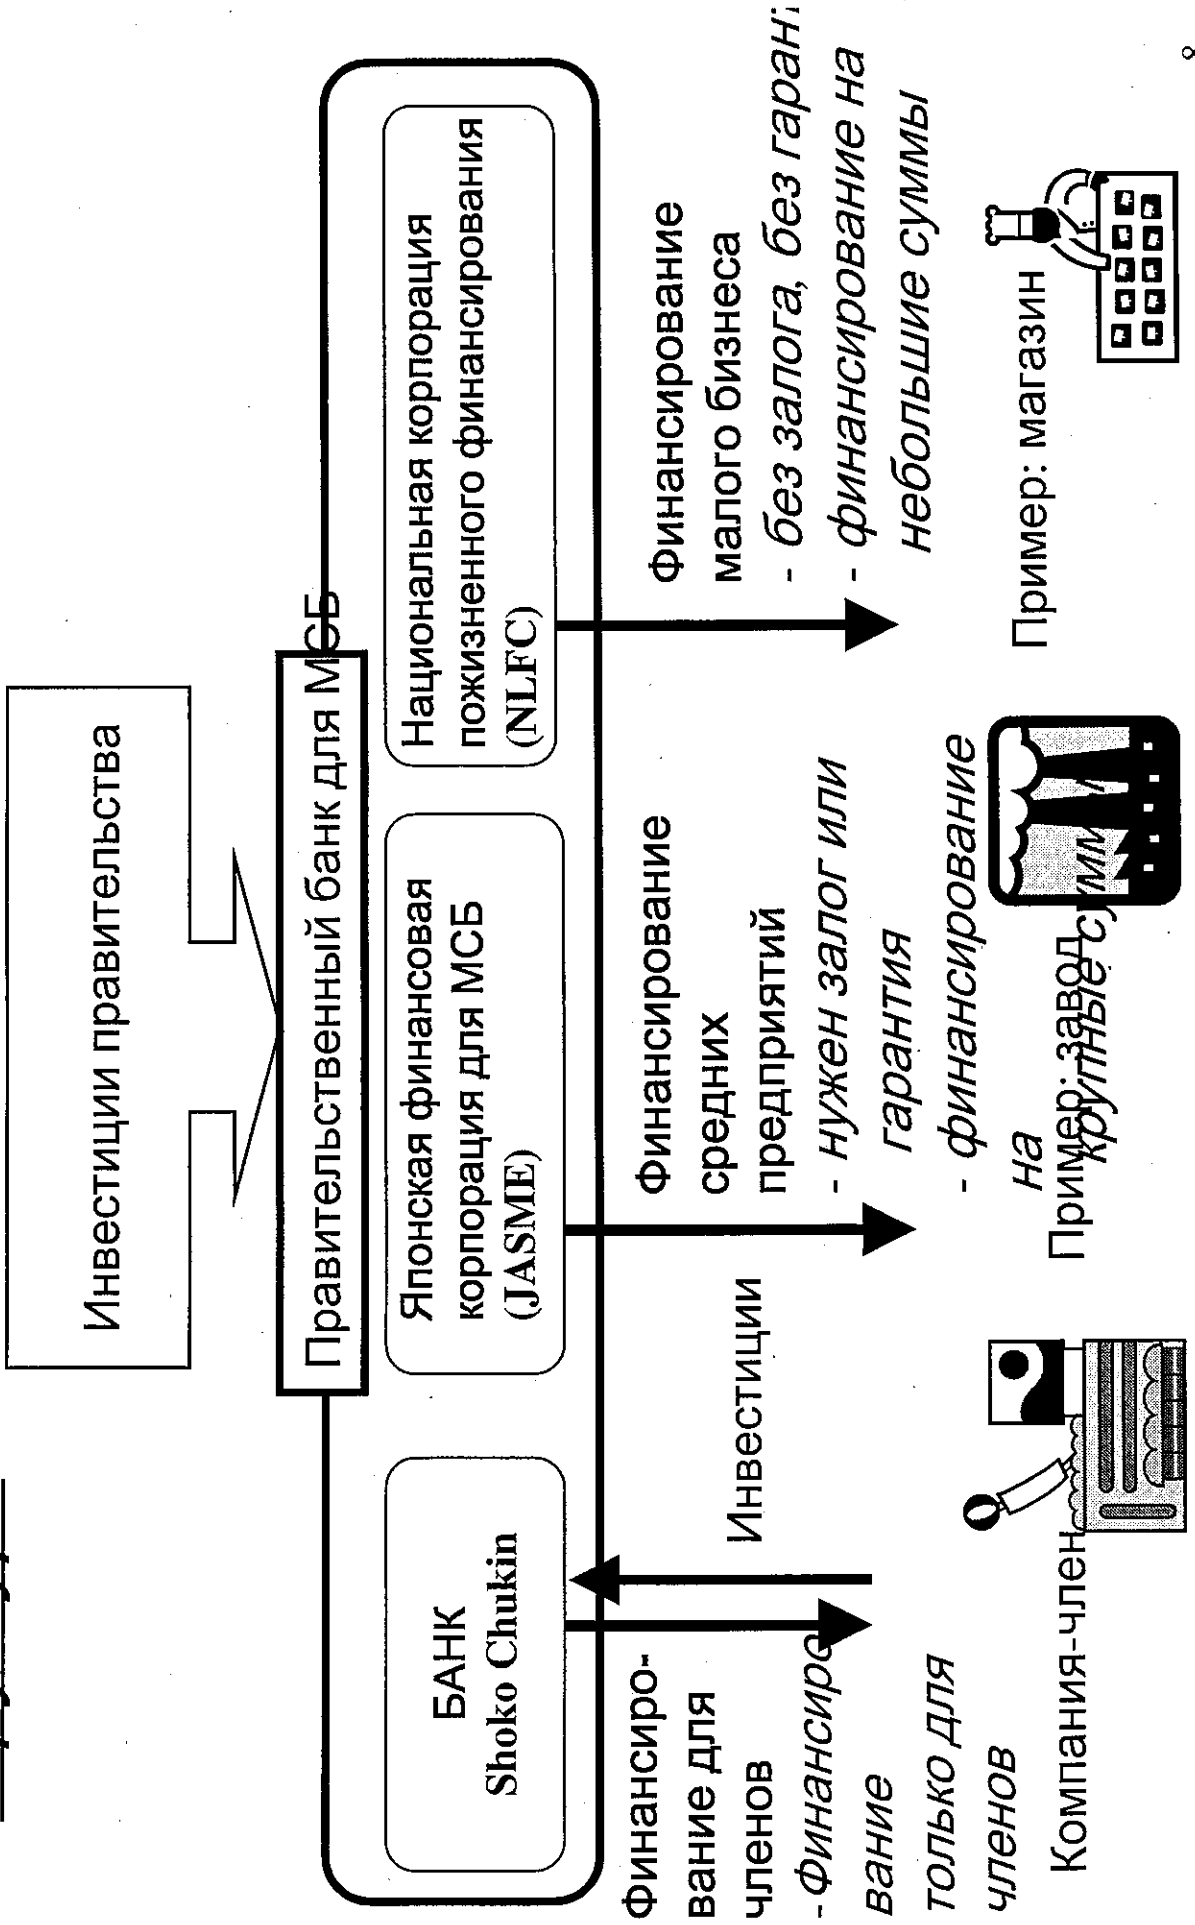 Инвестиции правительства
Правительственный банк для МСБ
БАНК
Shoko Chukin
Японская финансовая
корпорация для МСБ
(JASME)
Национальная корпорация
пожизненного финансирования
(NLFC)
Финансиро-
вание для
членов
-Финансиро
вание
только для
членов
Компания-член
Инвестиции
Финансирование
средних
предприятий
- нужен залог или
гарантия
- финансирование
на
крупные суммы
Пример: завод
Финансирование
малого бизнеса
- без залога, без гарант
- финансирование на
небольшие суммы
Пример: магазин